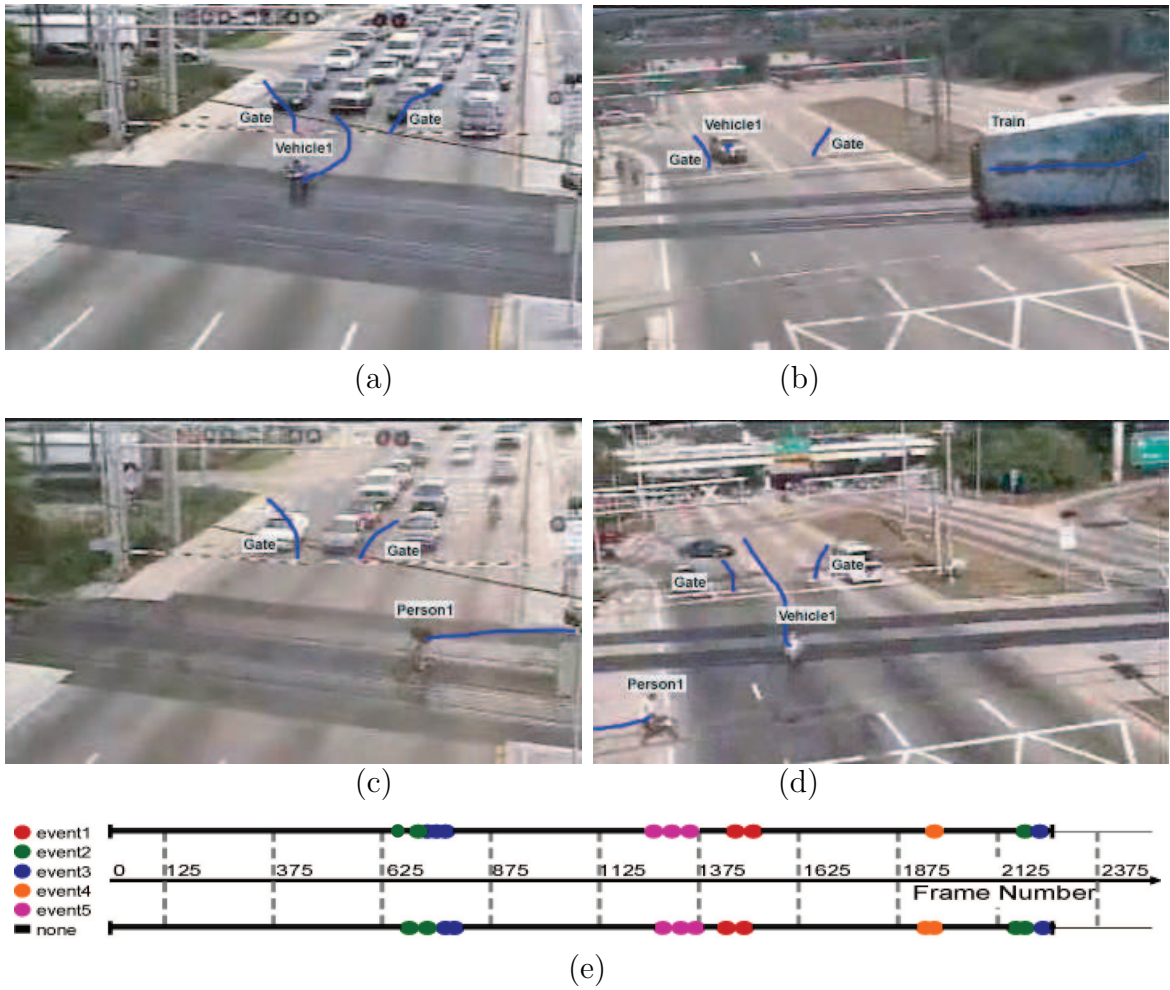 Gate
Gate
Vehicle1
(a)
Vehicle1
Gate
Gate
Train
(b)
Gate
Gate
Person1
(c)
Gate
Gate
Vehicle1
Person1
(d)
event1
event2
event3
event4
event5
none
0 125 375 625 875 1125 1375 1625 1875 2125 2375
Frame Number
(e)